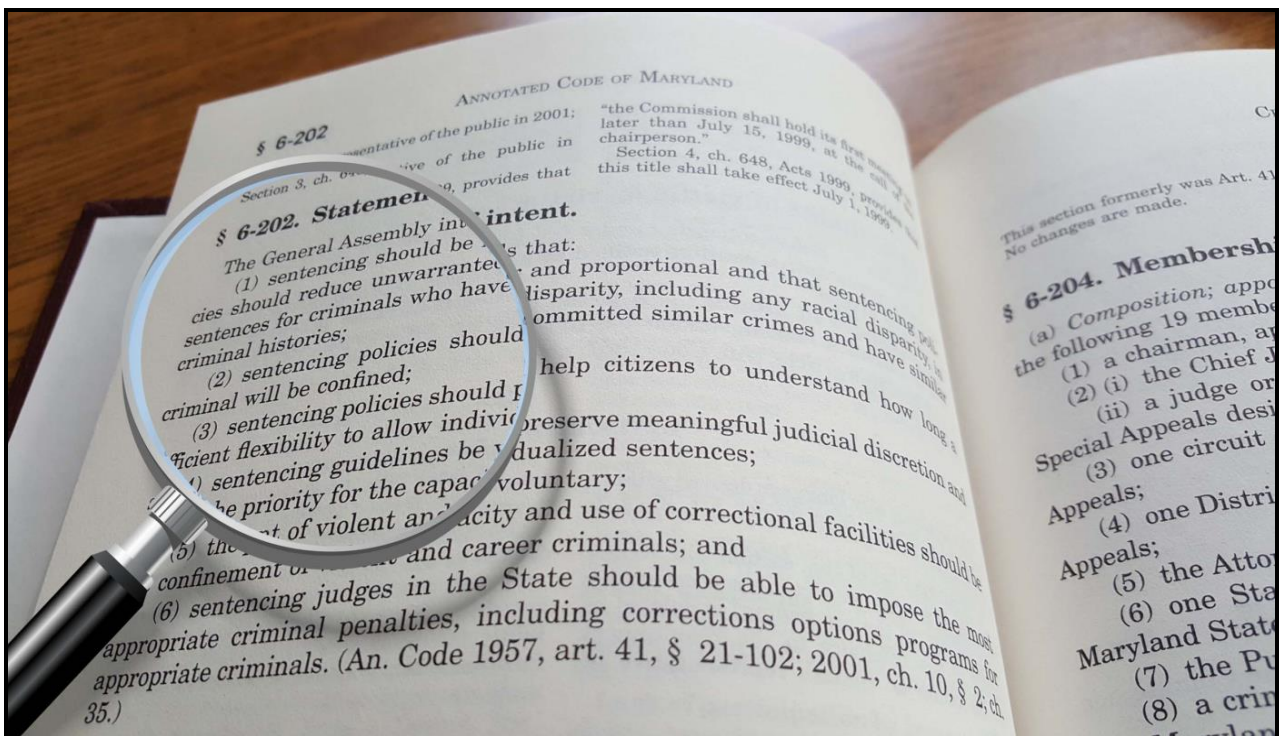 ANNOTATED CODE OF MARYLAND
§ 6-202
of the public in 2001;
of the public in
Section 3, ch.
provides that
"the Commission shall hold its first
later than July 15, 1999, at the call of
chairperson."
Section 4, ch. 648, Acts 1999, provides that
this title shall take effect July 1, 1999.
§ 6-202. Statement intent.
The General Assembly that:
(1) sentencing should be and proportional and that sentencing poli-
cies should reduce unwarranted disparity, including any racial disparity, in
sentences for criminals who have committed similar crimes and have similar
criminal histories;
(2) sentencing policies should help citizens to understand how long a
criminal will be confined;
(3) sentencing policies should preserve meaningful judicial discretion and
sufficient flexibility to allow individualized sentences;
sentencing guidelines be voluntary;
(5) the priority for the capacity and use of correctional facilities should be
confinement of violent and career criminals; and
(6) sentencing judges in the State should be able to impose the most
appropriate criminal penalties, including corrections options programs for
appropriate criminals. (An. Code 1957, art. 41, § 21-102; 2001, ch. 10, § 2; ch.
35.)
This section formerly was Art. 41
No changes are made.
§ 6-204. Membershi
(a) Composition; appo
the following 19 membe
(1) a chairman, ap
(2) (i) the Chief J
(ii) a judge or
Special Appeals desi
(3) one circuit
Appeals;
(4) one Distri
Appeals;
(5) the Attor
(6) one Sta
Maryland State
(7) the Pu
(8) a crim